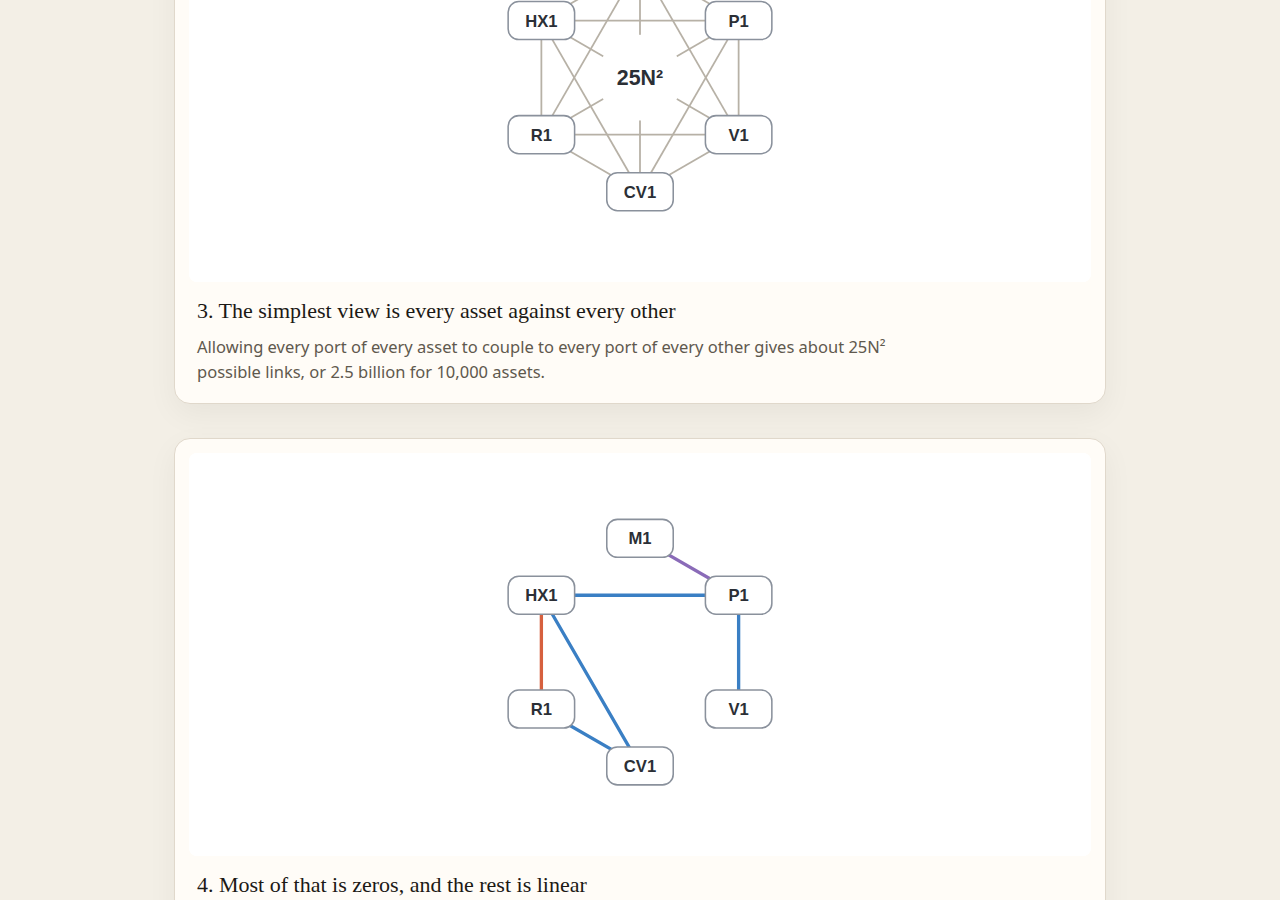 HX1
P1
25N²
R1
V1
CV1
3. The simplest view is every asset against every other
Allowing every port of every asset to couple to every port of every other gives about 25N²
possible links, or 2.5 billion for 10,000 assets.
M1
HX1
P1
R1
V1
CV1
4. Most of that is zeros, and the rest is linear